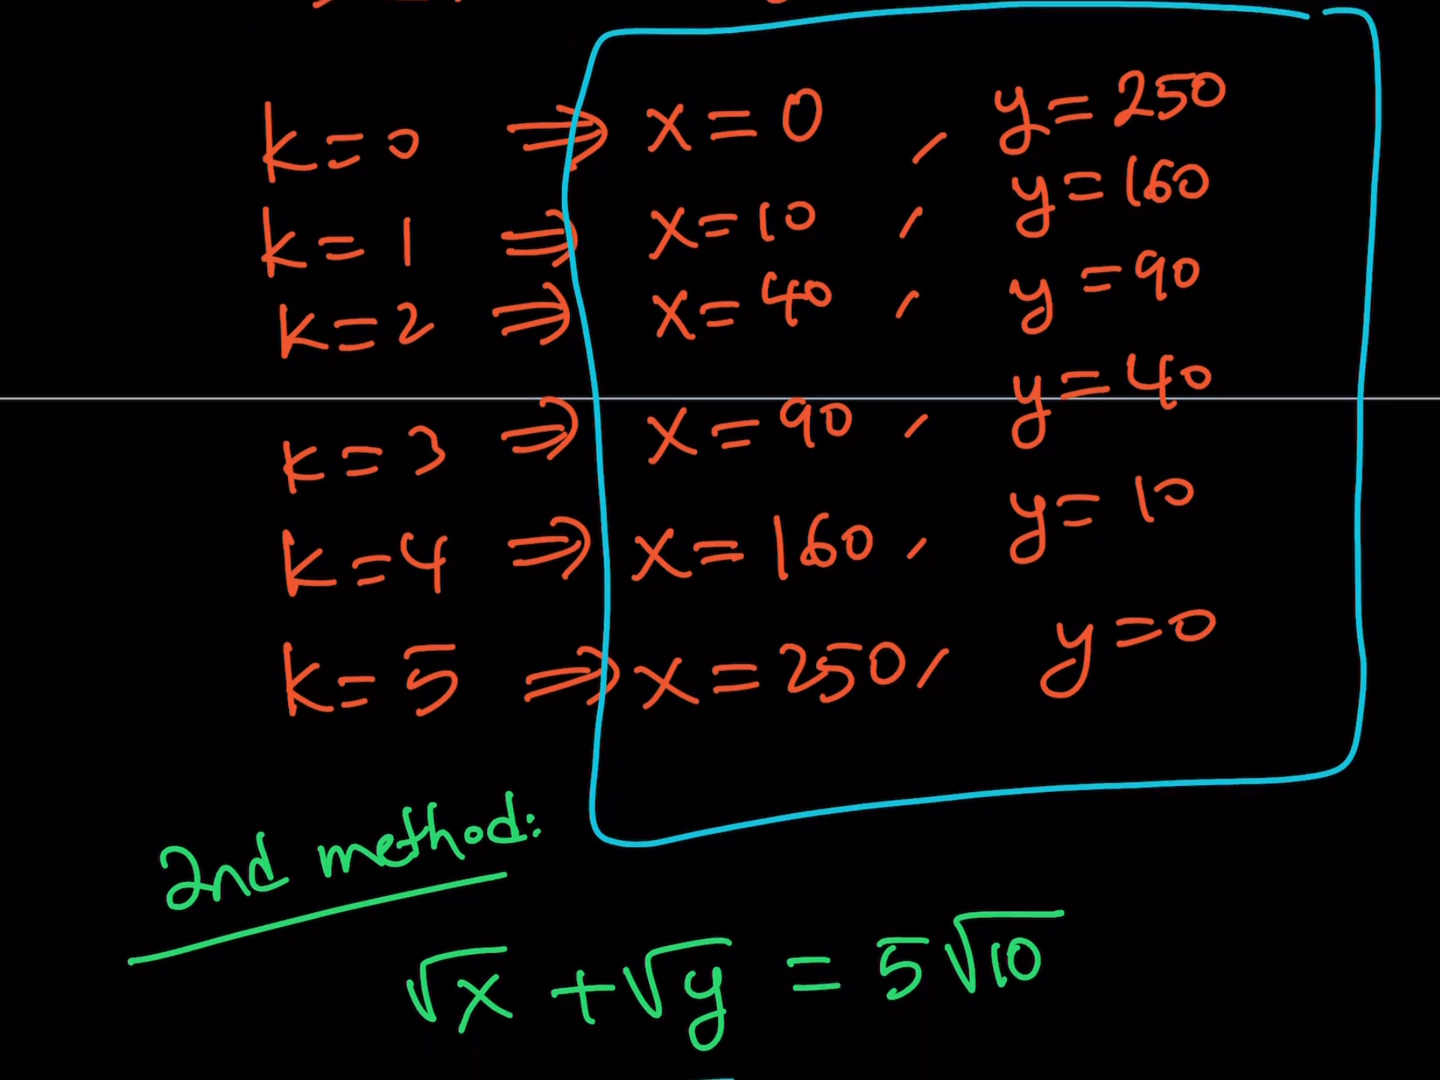 k=0 ⇒ x=0 , y=250
k=1 ⇒ x=10 , y=160
k=2 ⇒ x=40 , y=90
k=3 ⇒ x=90 , y=40
k=4 ⇒ x=160 , y=10
k=5 ⇒ x=250 , y=0
2nd method:
√x + √y = 5√10